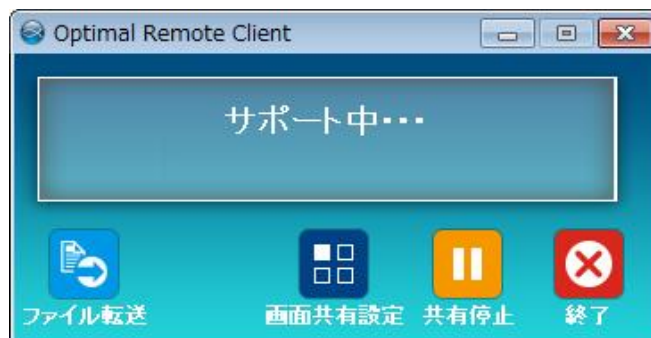 Optimal Remote Client
サポート中・・・
ファイル転送
画面共有設定
共有停止
終了